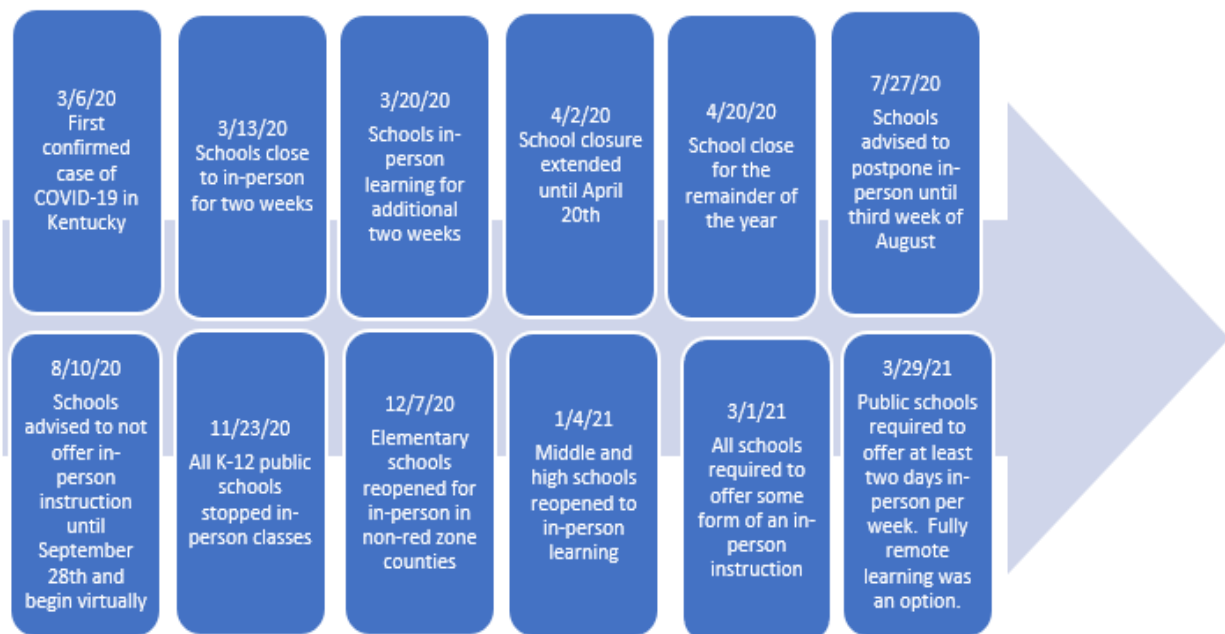 3/6/20
First
confirmed
case of
COVID-19 in
Kentucky
3/13/20
Schools close
to in-person
for two weeks
3/20/20
Schools in-
person
learning for
additional
two weeks
4/2/20
School closure
extended
until April
20th
4/20/20
School close
for the
remainder of
the year
7/27/20
Schools
advised to
postpone in-
person until
third week of
August
8/10/20
Schools
advised to not
offer in-
person
instruction
until
September
28th and
begin virtually
11/23/20
All K-12 public
schools
stopped in-
person classes
12/7/20
Elementary
schools
reopened for
in-person in
non-red zone
counties
1/4/21
Middle and
high schools
reopened to
in-person
learning
3/1/21
All schools
required to
offer some
form of an in-
person
instruction
3/29/21
Public schools
required to
offer at least
two days in-
person per
week.  Fully
remote
learning was
an option.